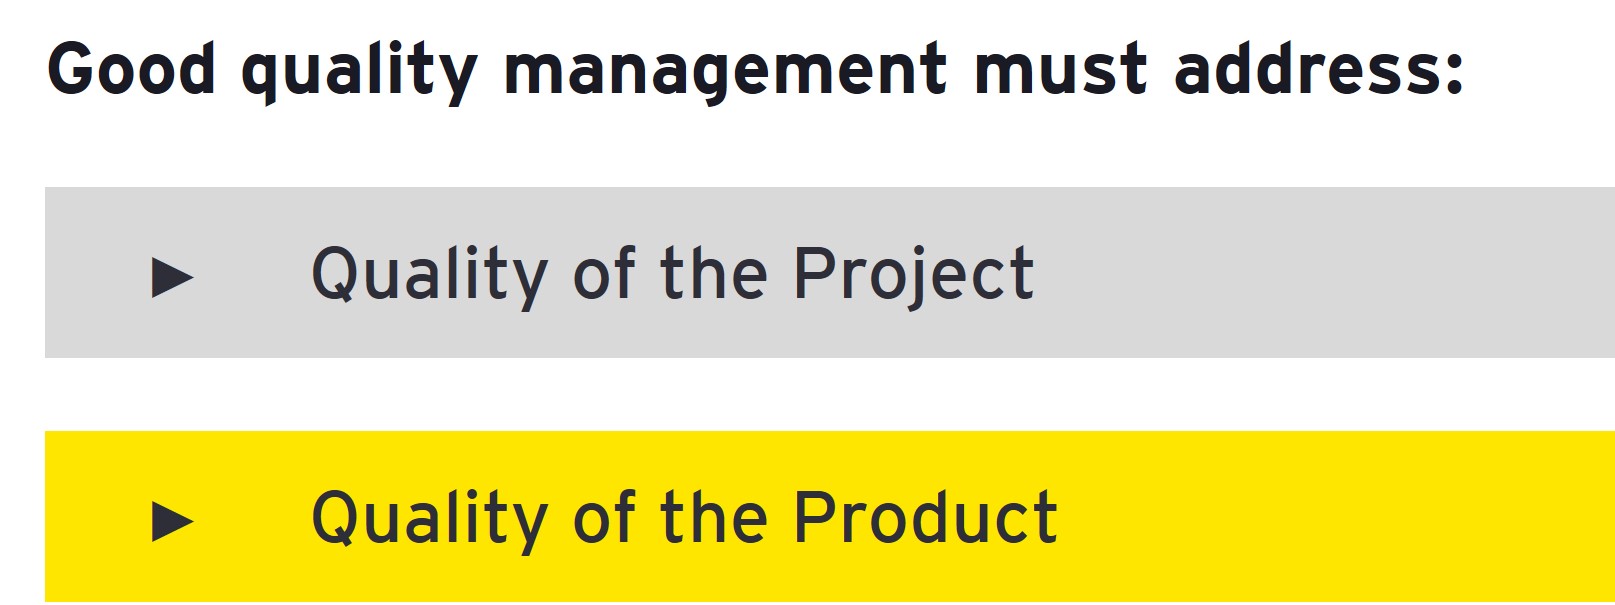 Good quality management must address:
► Quality of the Project
► Quality of the Product